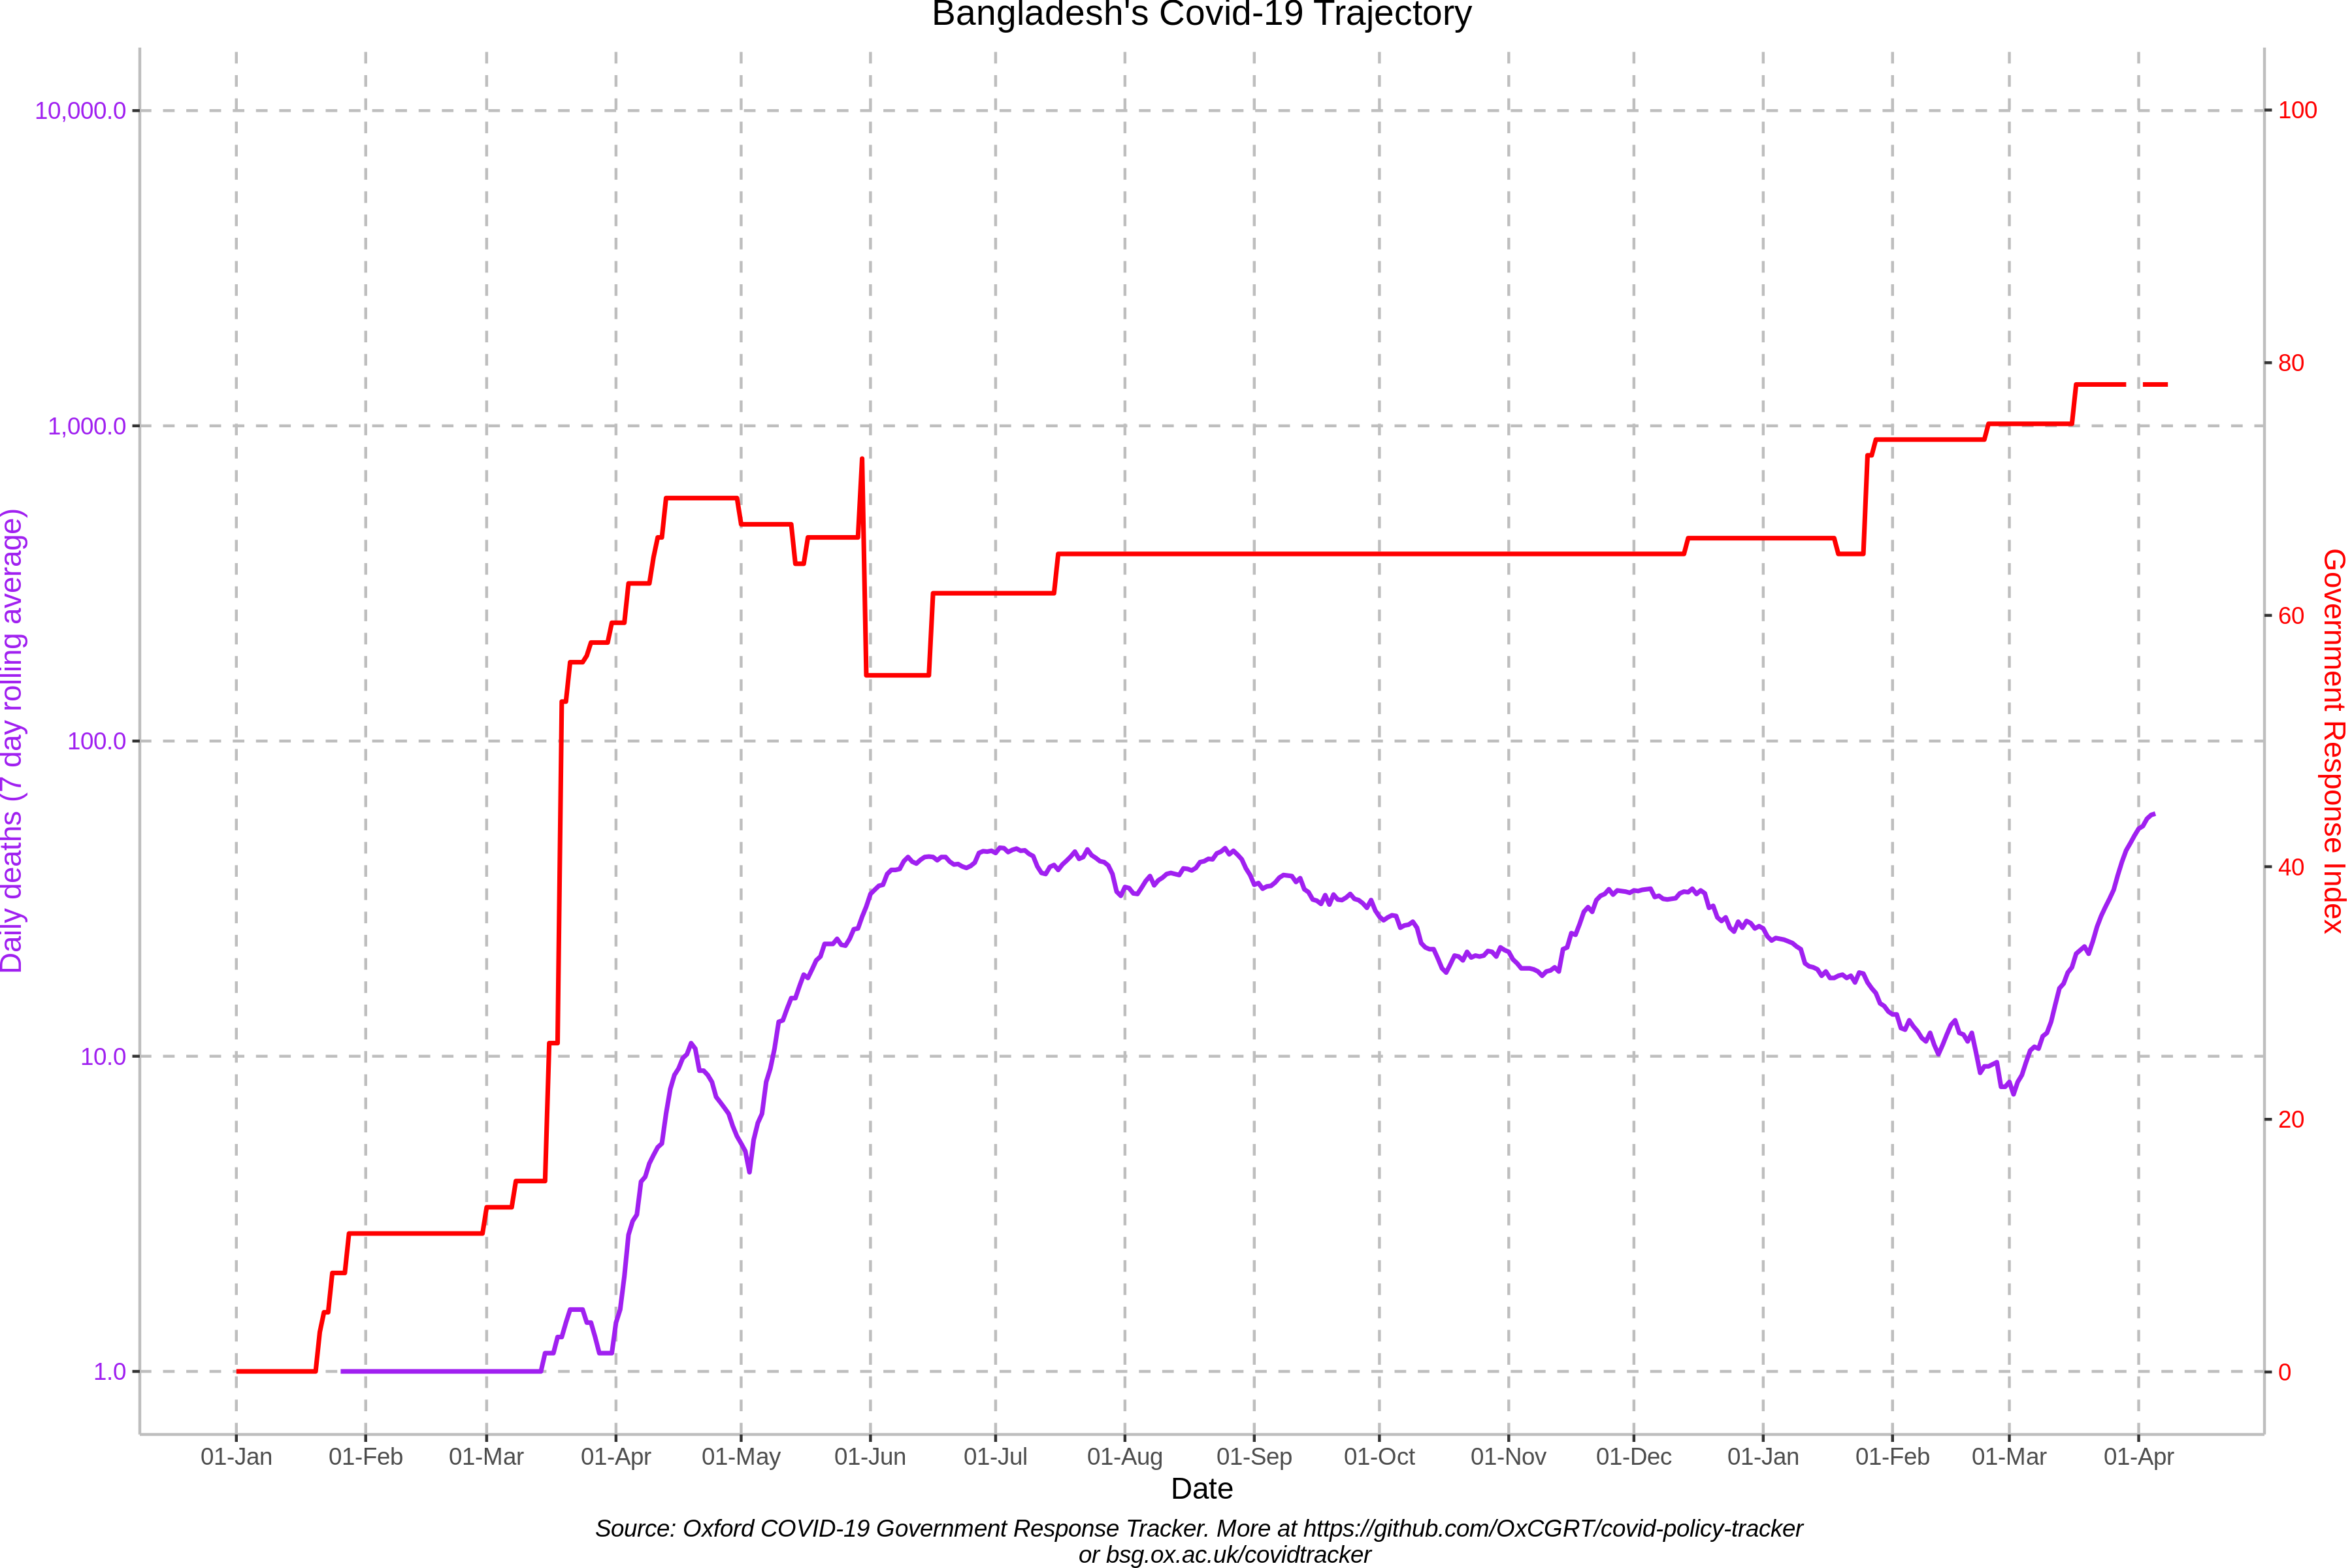 Bangladesh's Covid-19 Trajectory
10,000.0
1,000.0
100.0
10.0
1.0
Daily deaths (7 day rolling average)
100
80
60
40
20
0
Government Response Index
01-Jan 01-Feb 01-Mar 01-Apr 01-May 01-Jun 01-Jul 01-Aug 01-Sep 01-Oct 01-Nov 01-Dec 01-Jan 01-Feb 01-Mar 01-Apr
Date
Source: Oxford COVID-19 Government Response Tracker. More at https://github.com/OxCGRT/covid-policy-tracker
or bsg.ox.ac.uk/covidtracker